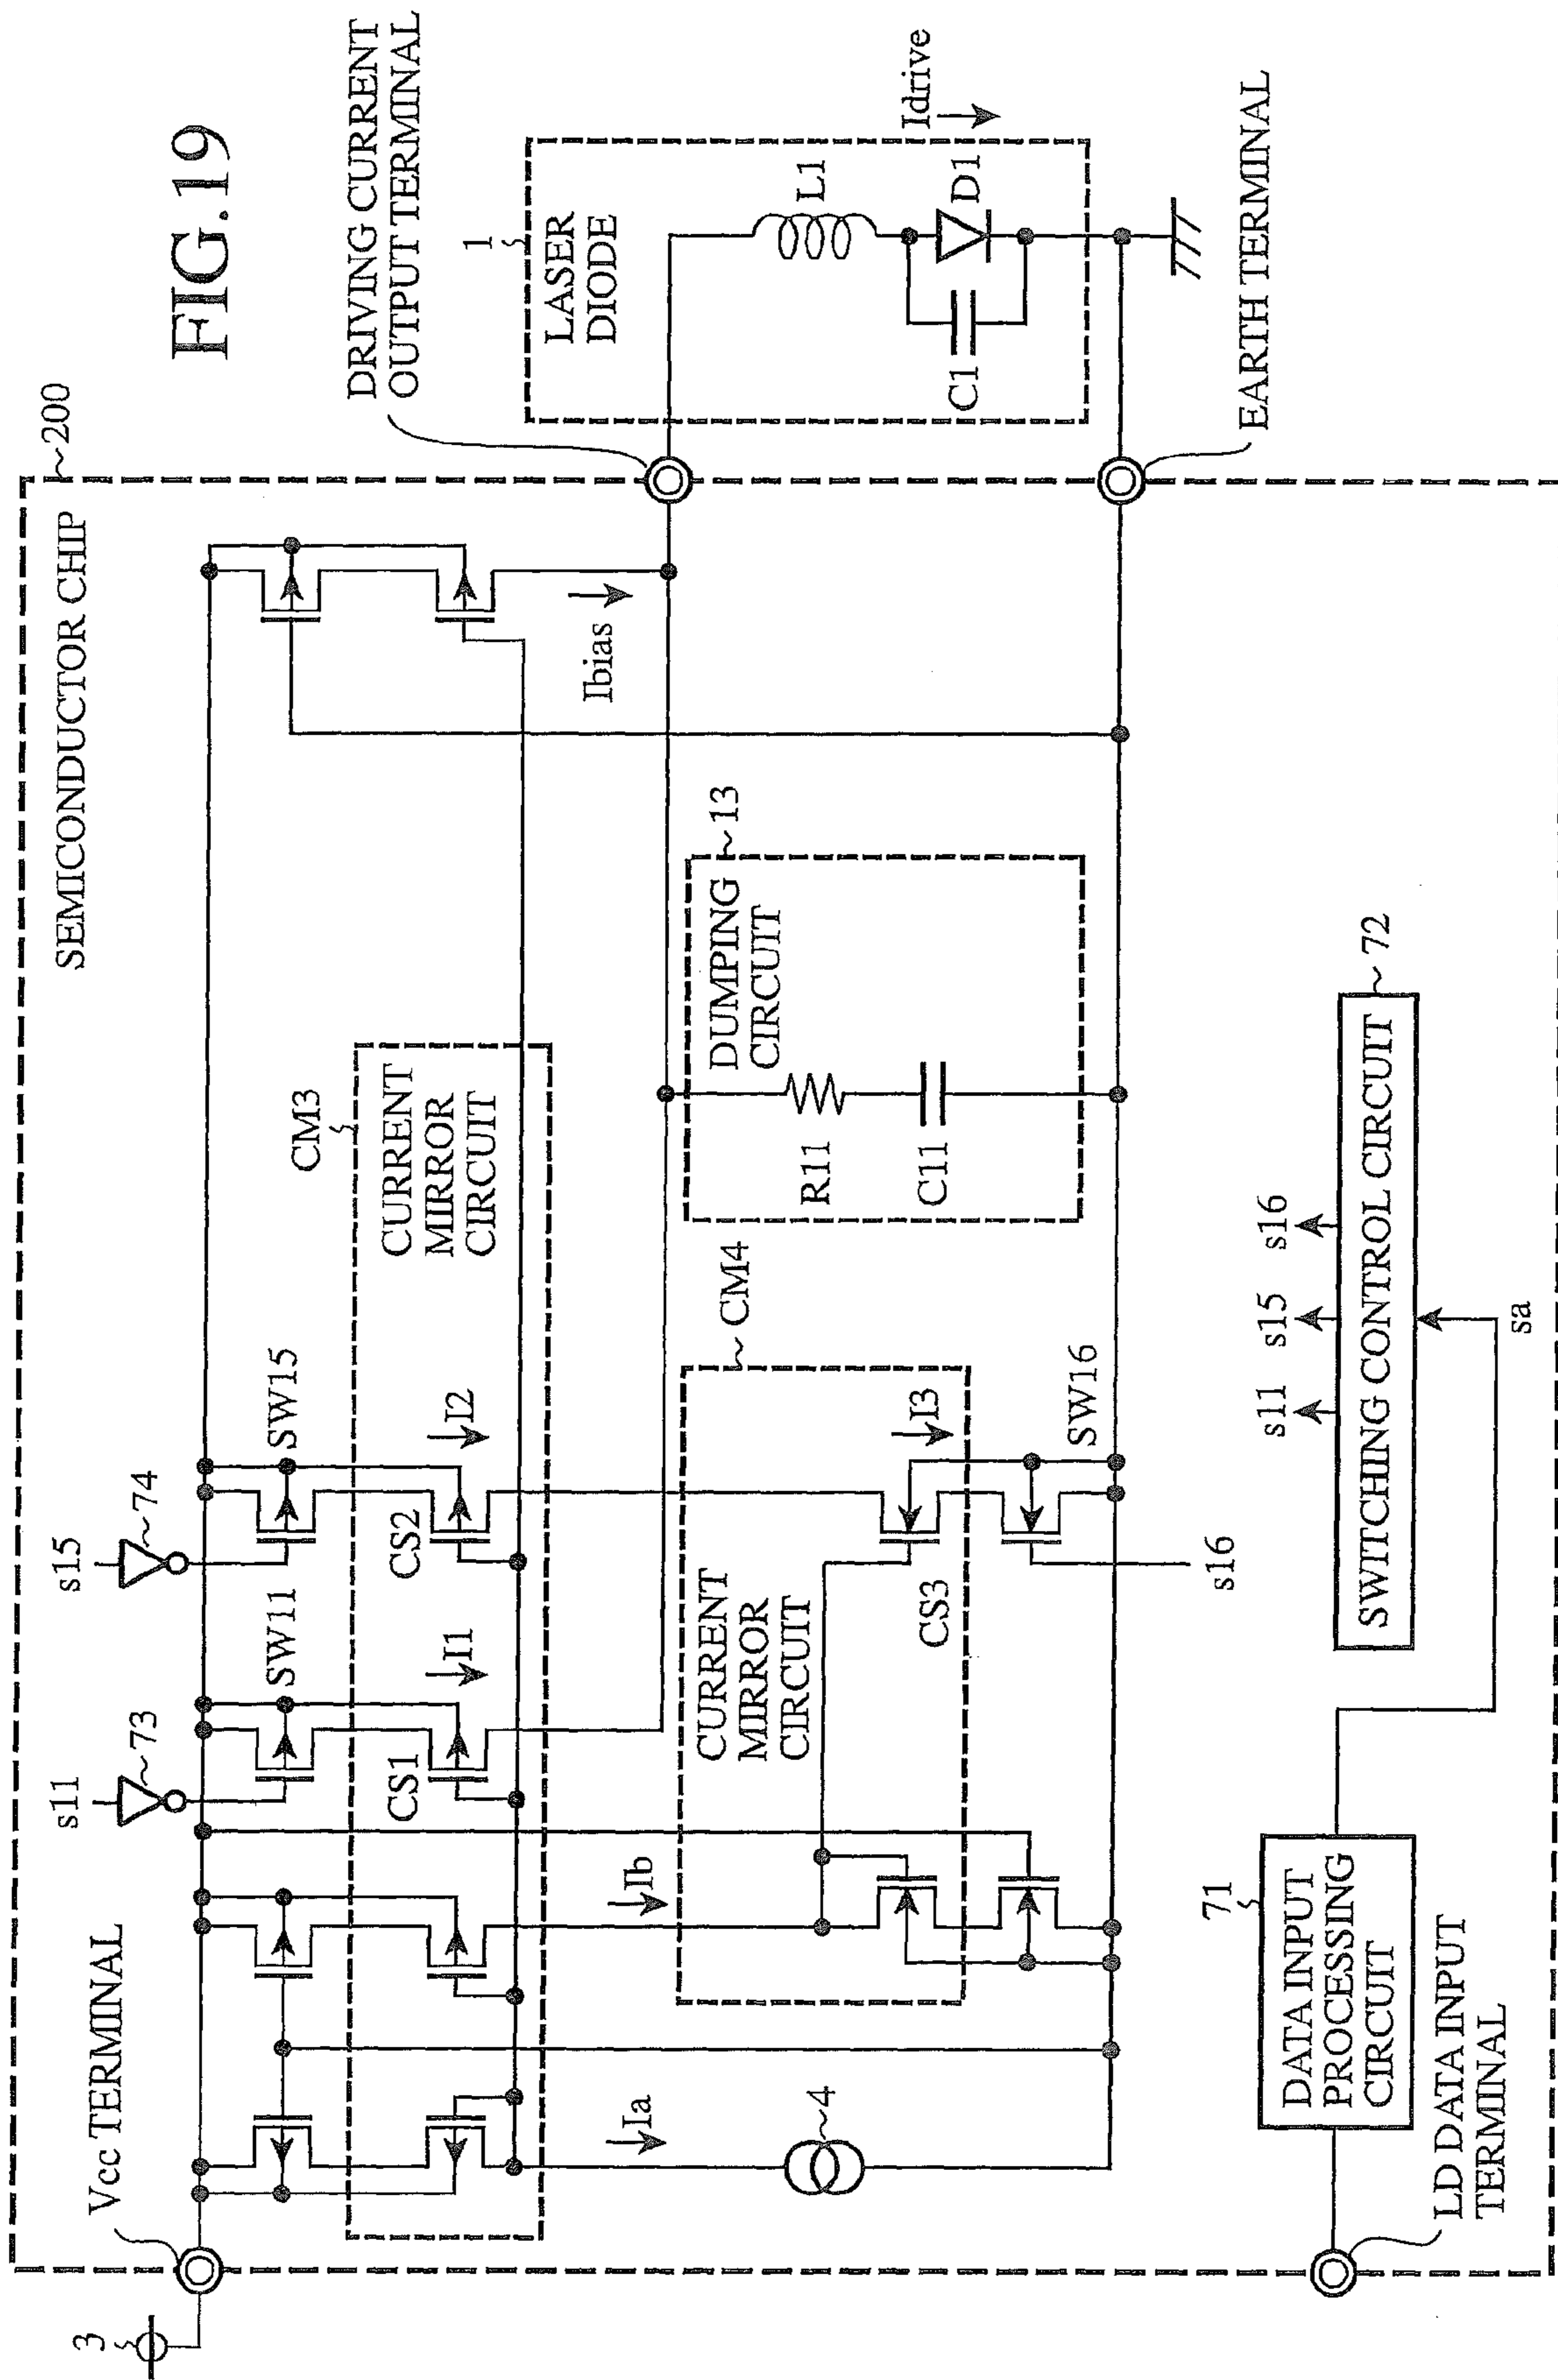 FIG.19
SEMICONDUCTOR CHIP
200
3
Vcc TERMINAL
s11
73
s15
74
SW11
SW15
CM3
CURRENT
MIRROR
CIRCUIT
CS1
I1
CS2
I2
Ia
4
Ib
Ibias
DRIVING CURRENT
OUTPUT TERMINAL
1
LASER
DIODE
L1
C1
D1
Idrive
EARTH TERMINAL
CURRENT
MIRROR
CIRCUIT
CM4
CS3
I3
SW16
s16
DUMPING
CIRCUIT
13
R11
C11
71
DATA INPUT
PROCESSING
CIRCUIT
LD DATA INPUT
TERMINAL
sa
s11
s15
s16
SWITCHING CONTROL CIRCUIT
72